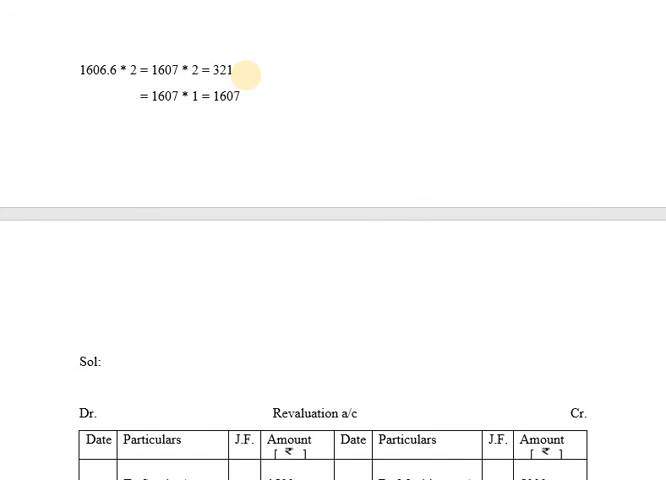 1606.6 * 2 = 1607 * 2 = 321
= 1607 * 1 = 1607
Sol:
Dr. Revaluation a/c Cr.
Date Particulars J.F. Amount Date Particulars J.F. Amount
[ ₹ ] [ ₹ ]